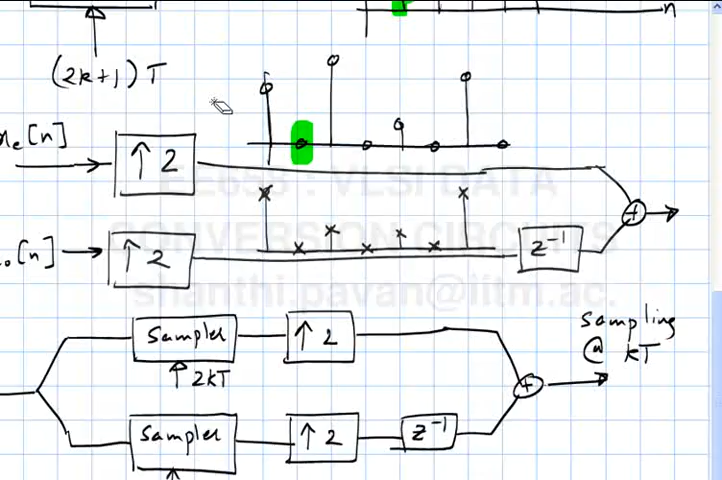 n
(2k+1) T
xe[n]
↑ 2
EE658 : VLSI DATA
CONVERSION CIRCUITS
shanthi.pavan@iitm.ac.
+
o[n]
↑ 2
z⁻¹
Sampler
↑ 2
Sampling
@ kT
↑ 2kT
+
Sampler
↑ 2
z⁻¹